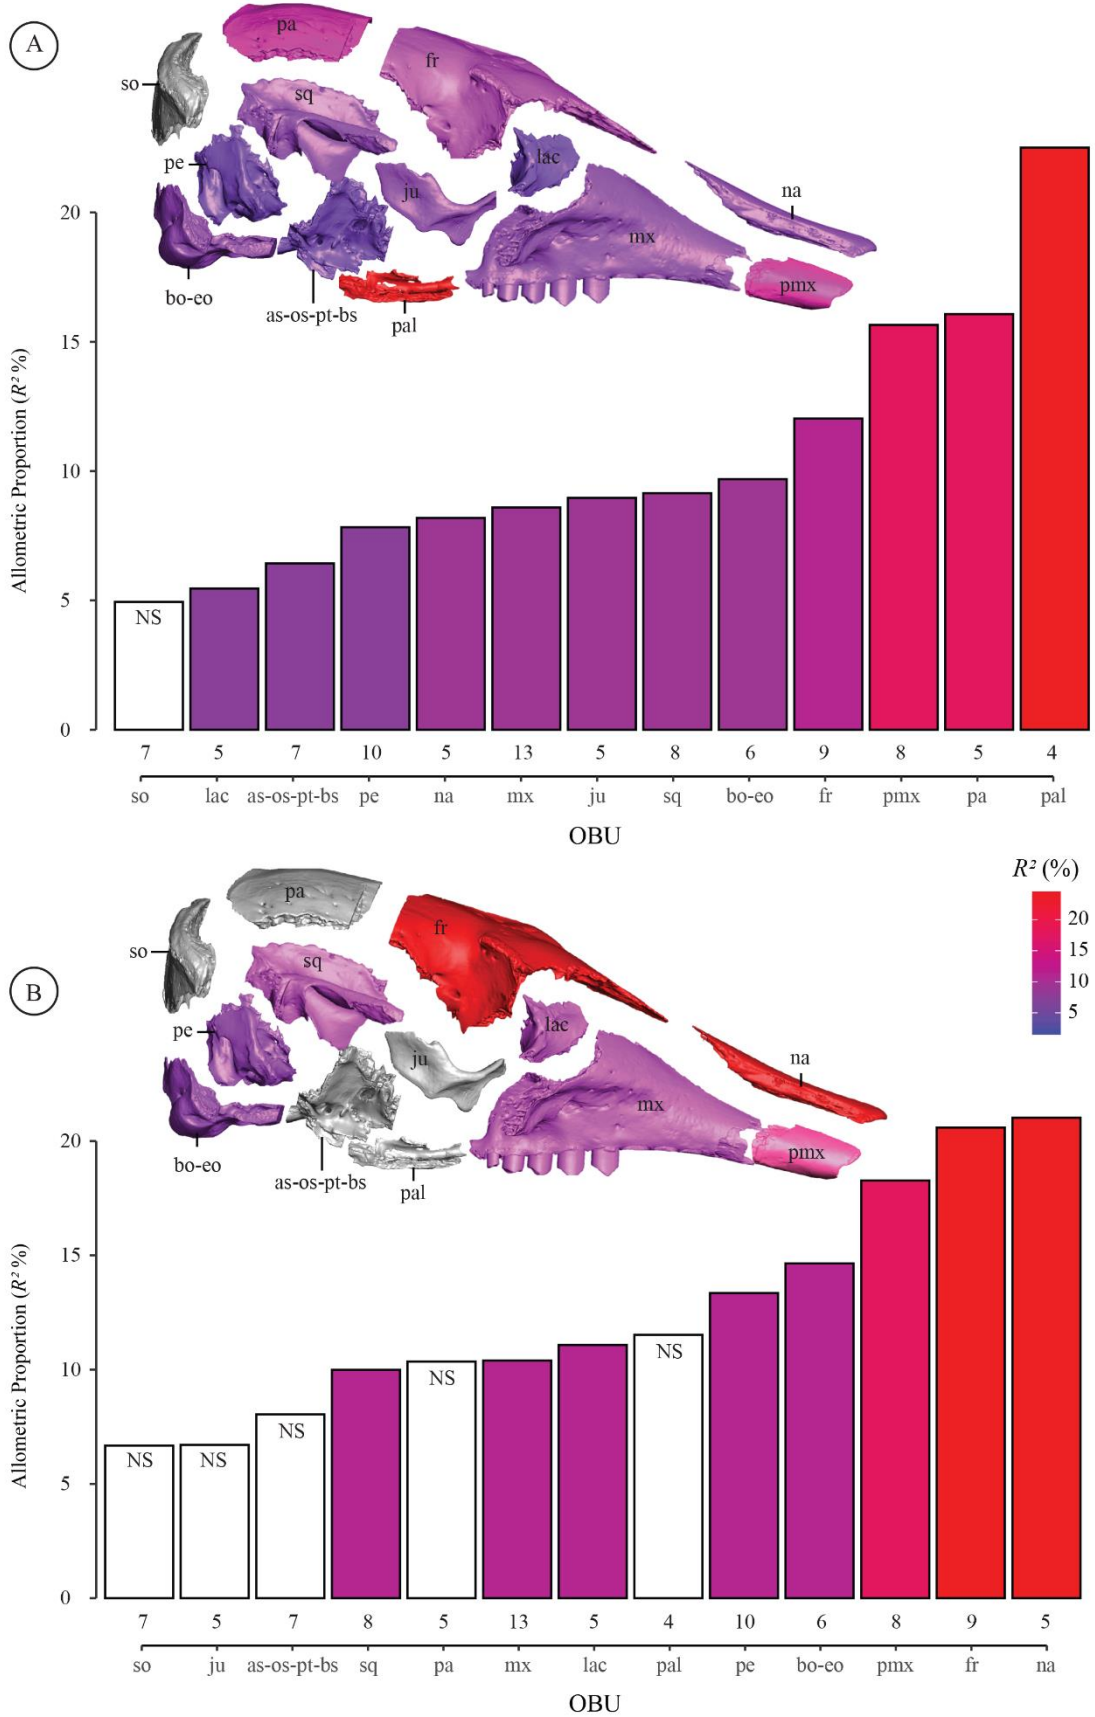 A
pa
fr
so
sq
pe
lac
ju
na
mx
pmx
bo-eo
as-os-pt-bs
pal
Allometric Proportion (R² %)
20
15
10
5
0
NS
7 5 7 10 5 13 5 8 6 9 8 5 4
so lac as-os-pt-bs pe na mx ju sq bo-eo fr pmx pa pal
OBU
R² (%)
20
15
10
5
B
pa
fr
so
sq
pe
lac
ju
na
mx
pmx
bo-eo
as-os-pt-bs
pal
Allometric Proportion (R² %)
20
15
10
5
0
NS NS NS NS NS
7 5 7 8 5 13 5 4 10 6 8 9 5
so ju as-os-pt-bs sq pa mx lac pal pe bo-eo pmx fr na
OBU